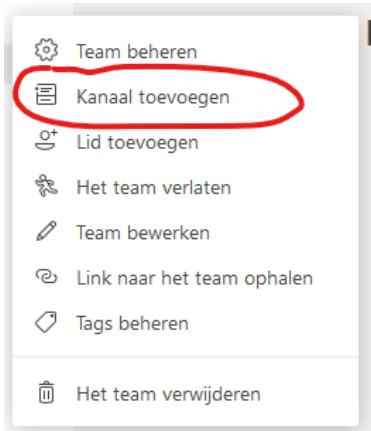 Team beheren
Kanaal toevoegen
Lid toevoegen
Het team verlaten
Team bewerken
Link naar het team ophalen
Tags beheren
Het team verwijderen